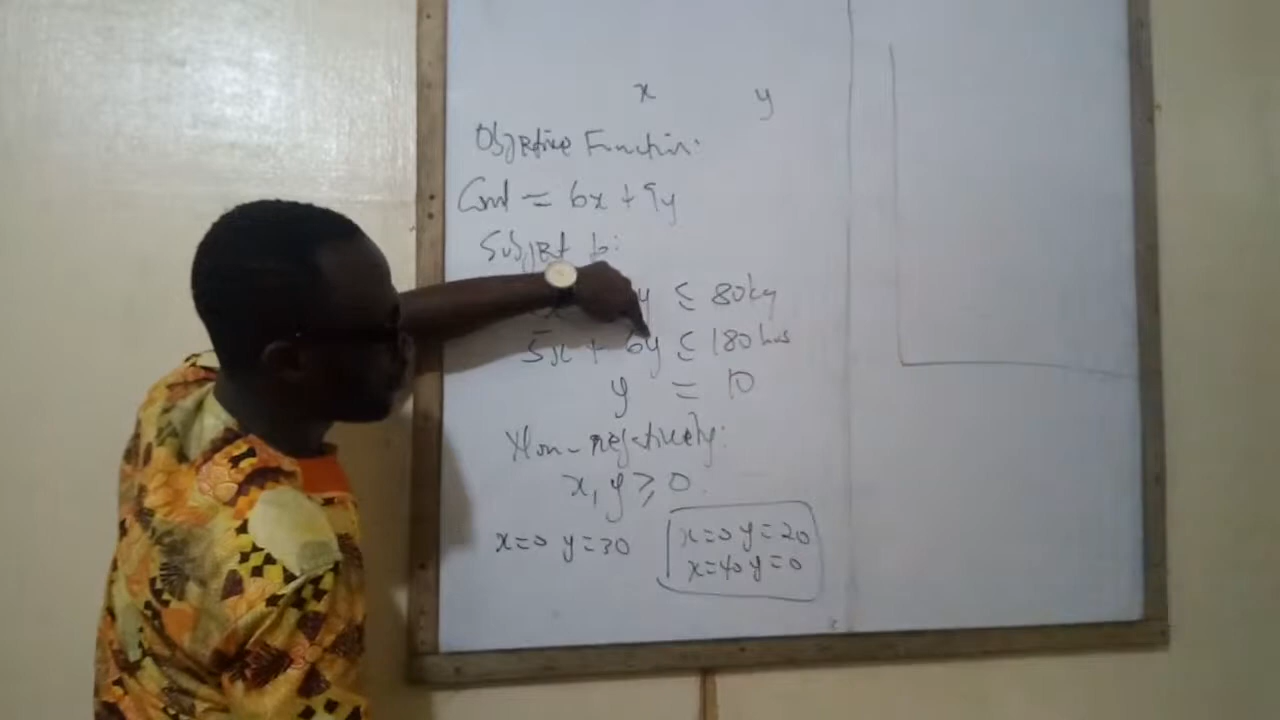 x y
Objective Function:
Cost = 6x + 9y
Subject to:
y ≤ 80kg
5x + 6y ≤ 180 hrs
y = 10
Non-negatively:
x, y ≥ 0.
x=0 y=30
x=0 y=20
x=40 y=0